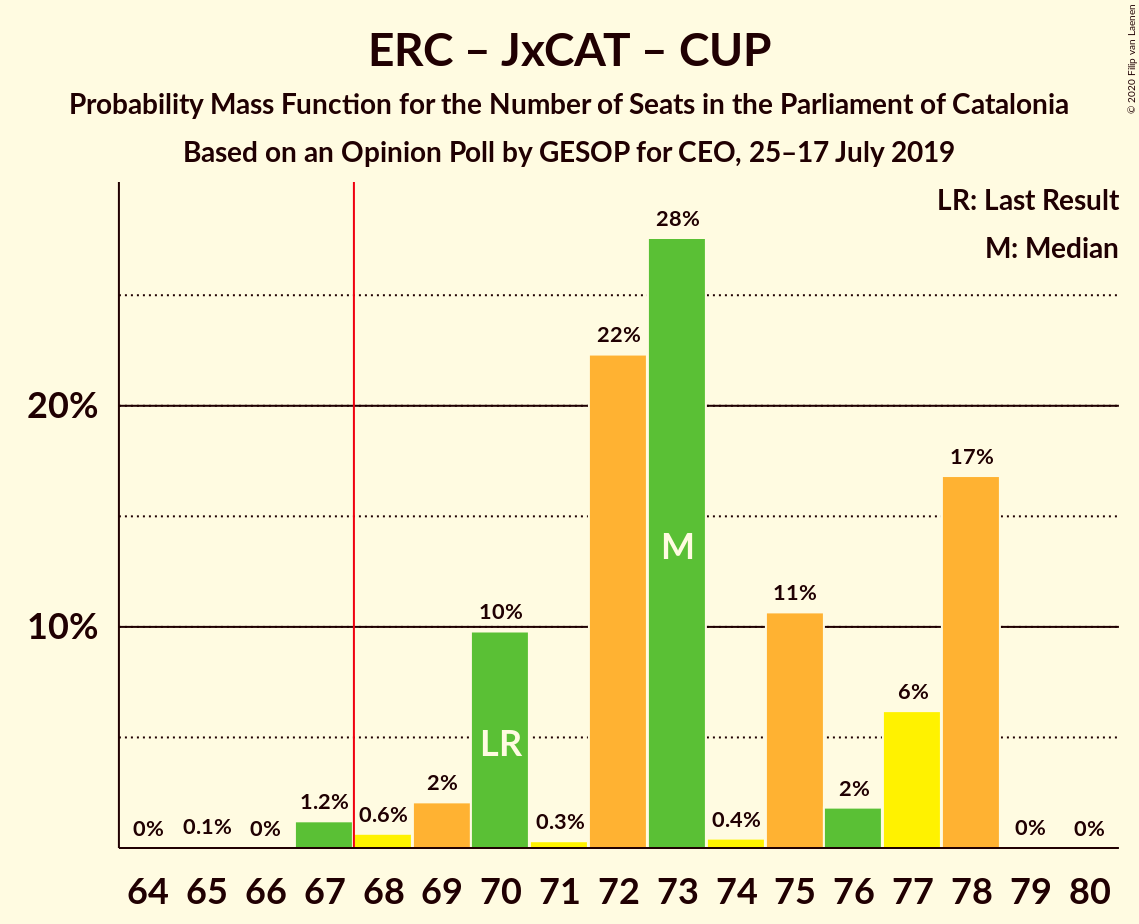 ERC – JxCAT – CUP
Probability Mass Function for the Number of Seats in the Parliament of Catalonia
Based on an Opinion Poll by GESOP for CEO, 25–17 July 2019
© 2020 Filip van Laenen
LR: Last Result
M: Median
20%
10%
0% 0.1% 0% 1.2% 0.6% 2% 10% 0.3% 22% 28% 0.4% 11% 2% 6% 17% 0% 0%
LR M
64 65 66 67 68 69 70 71 72 73 74 75 76 77 78 79 80